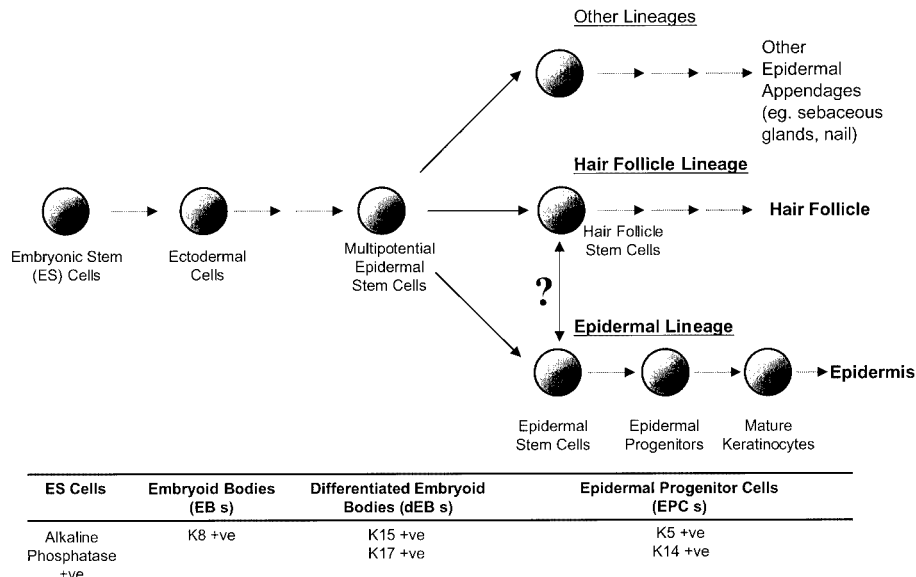 Other Lineages
Other
Epidermal
Appendages
(eg. sebaceous
glands, nail)
Hair Follicle Lineage
Hair Follicle
Hair Follicle
Stem Cells
Embryonic Stem
(ES) Cells
Ectodermal
Cells
Multipotential
Epidermal
Stem Cells
?
Epidermal Lineage
Epidermis
Epidermal
Stem Cells
Epidermal
Progenitors
Mature
Keratinocytes
ES Cells
Embryoid Bodies
(EB s)
Differentiated Embryoid
Bodies (dEB s)
Epidermal Progenitor Cells
(EPC s)
Alkaline
Phosphatase
+ve
K8 +ve
K15 +ve
K17 +ve
K5 +ve
K14 +ve